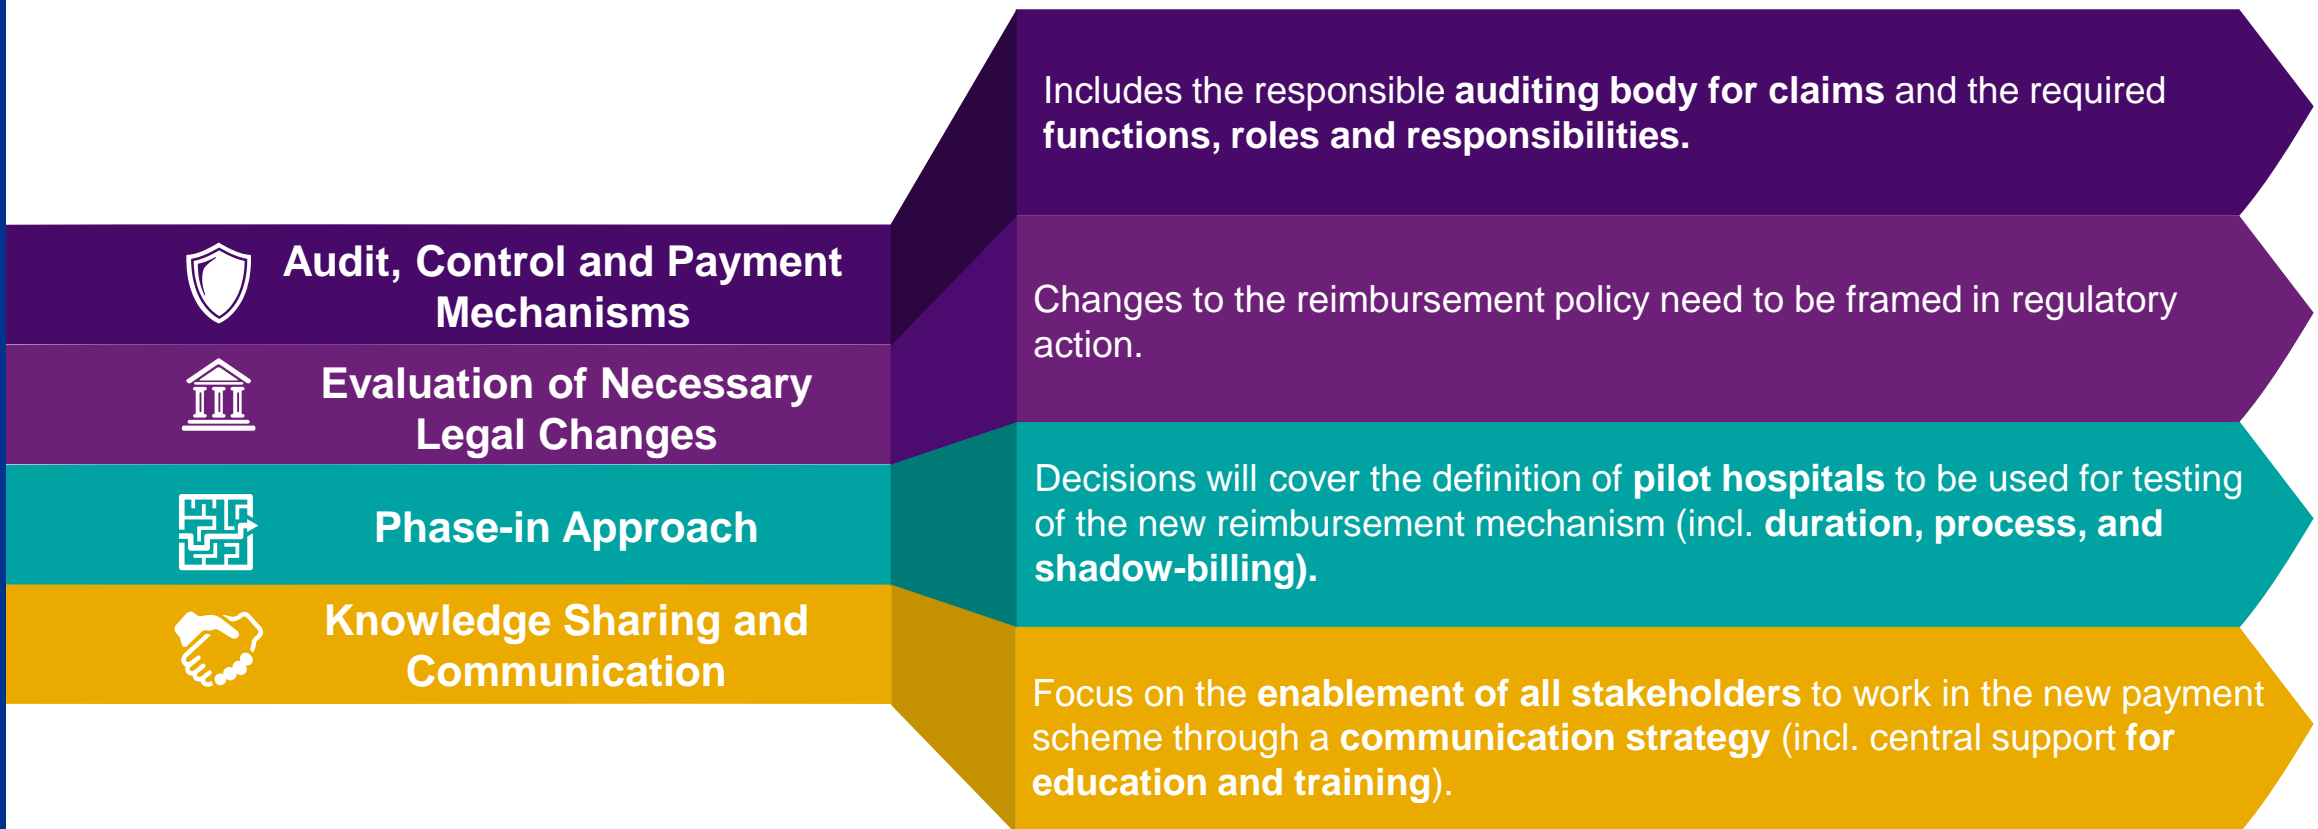 Audit, Control and Payment
Mechanisms
Includes the responsible auditing body for claims and the required
functions, roles and responsibilities.
Evaluation of Necessary
Legal Changes
Changes to the reimbursement policy need to be framed in regulatory
action.
Phase-in Approach
Decisions will cover the definition of pilot hospitals to be used for testing
of the new reimbursement mechanism (incl. duration, process, and
shadow-billing).
Knowledge Sharing and
Communication
Focus on the enablement of all stakeholders to work in the new payment
scheme through a communication strategy (incl. central support for
education and training).